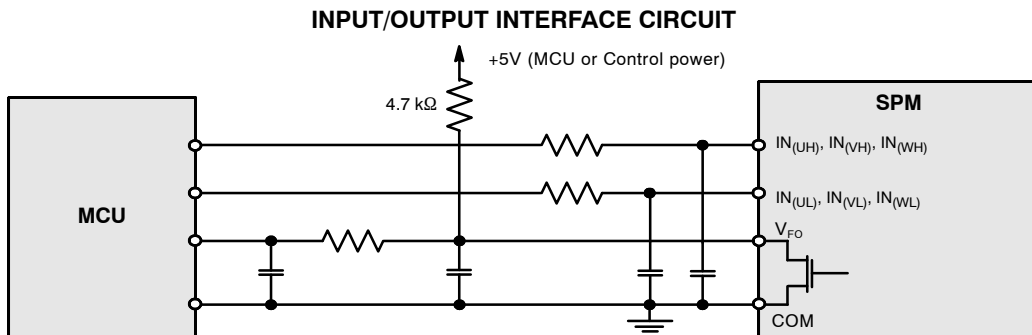 INPUT/OUTPUT INTERFACE CIRCUIT
+5V (MCU or Control power)
4.7 kΩ
SPM
IN(UH), IN(VH), IN(WH)
IN(UL), IN(VL), IN(WL)
MCU
VFO
COM